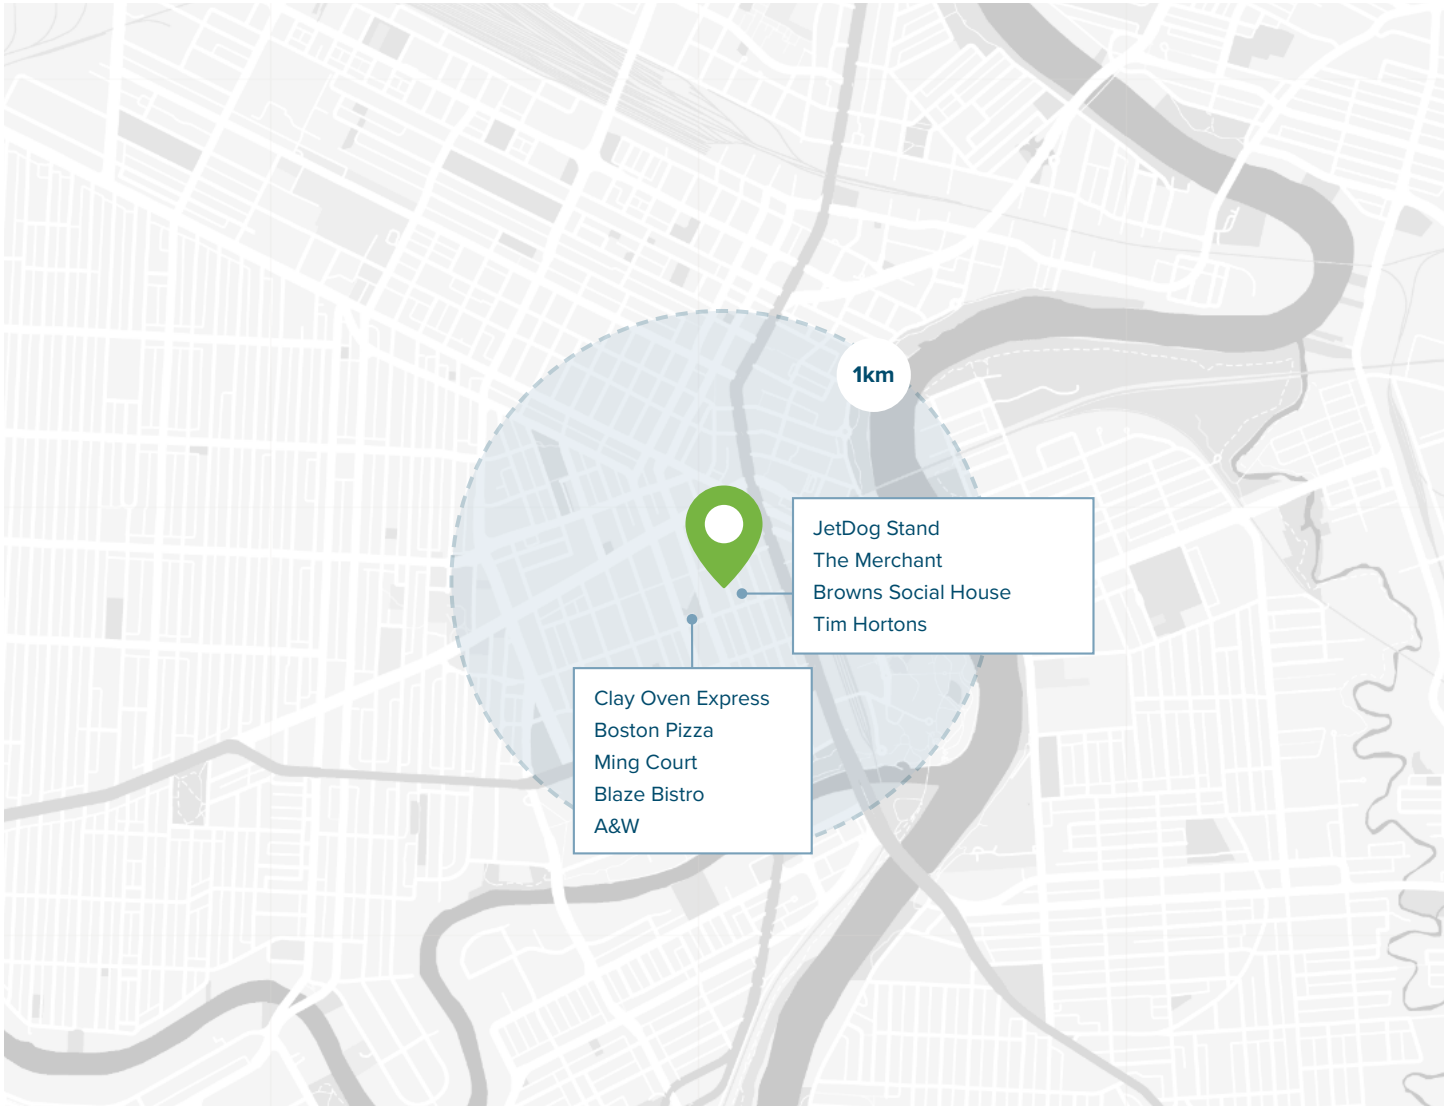 1km
JetDog Stand
The Merchant
Browns Social House
Tim Hortons
Clay Oven Express
Boston Pizza
Ming Court
Blaze Bistro
A&W